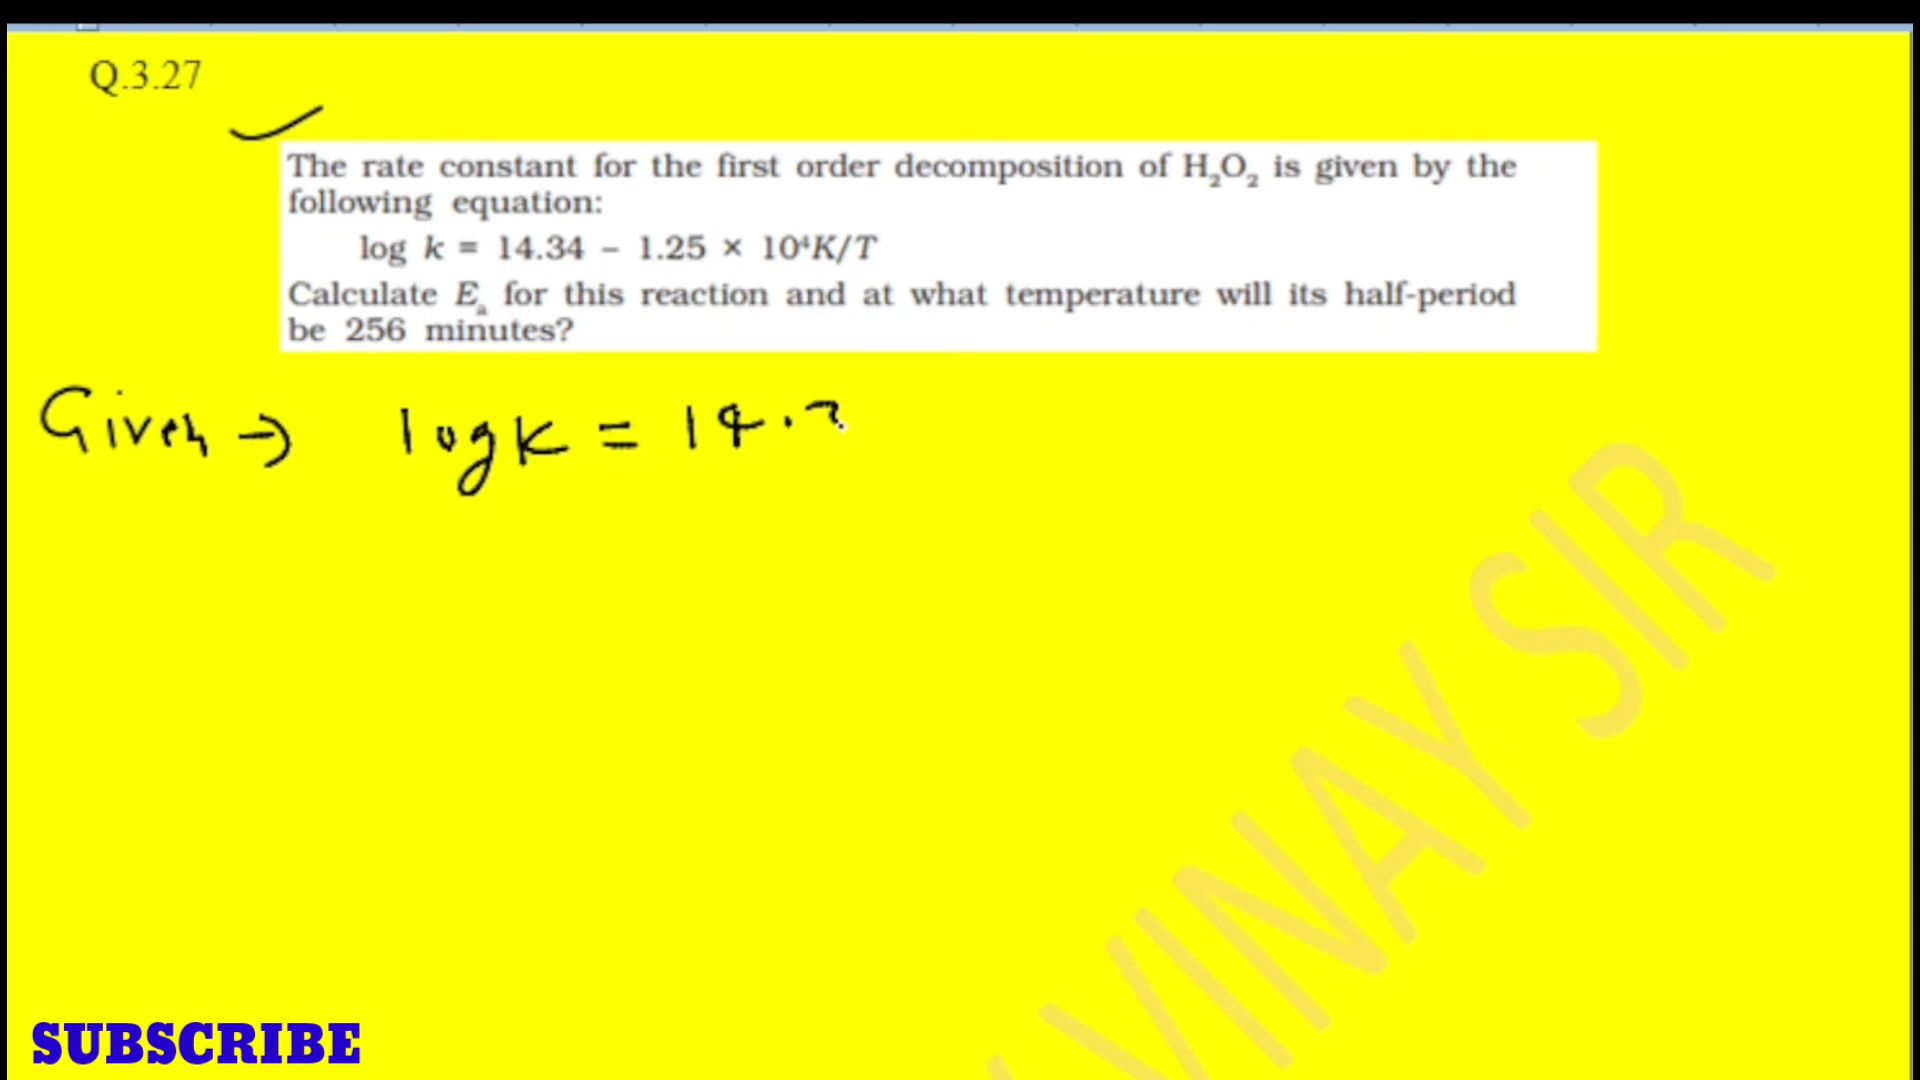 Q.3.27
The rate constant for the first order decomposition of H₂O₂ is given by the
following equation:
log k = 14.34 – 1.25 × 10⁴K/T
Calculate Eₐ for this reaction and at what temperature will its half-period
be 256 minutes?
Given → log K = 14.3
VINAY SIR
SUBSCRIBE